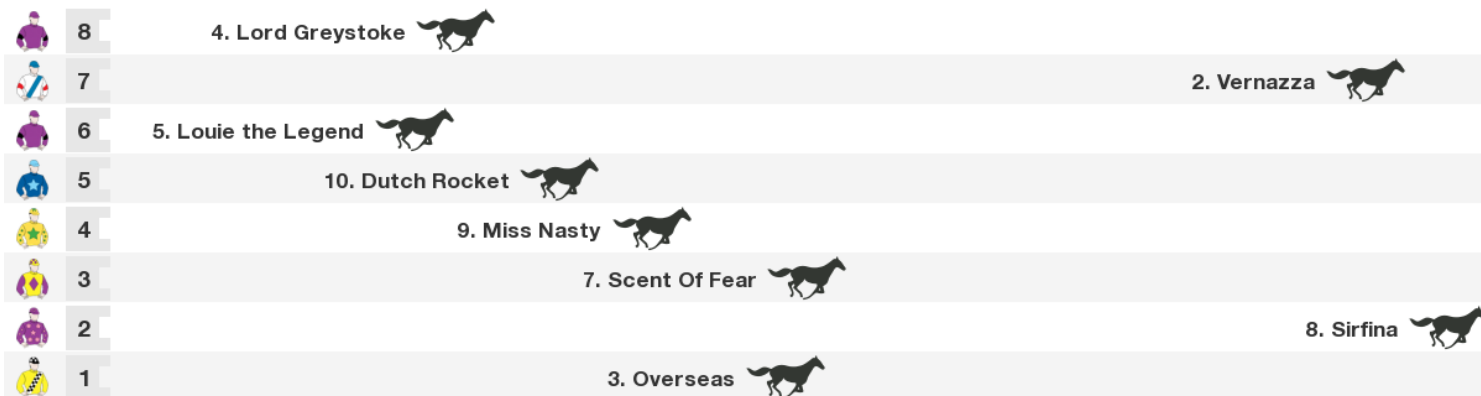 8 4. Lord Greystoke
7 2. Vernazza
6 5. Louie the Legend
5 10. Dutch Rocket
4 9. Miss Nasty
3 7. Scent Of Fear
2 8. Sirfina
1 3. Overseas